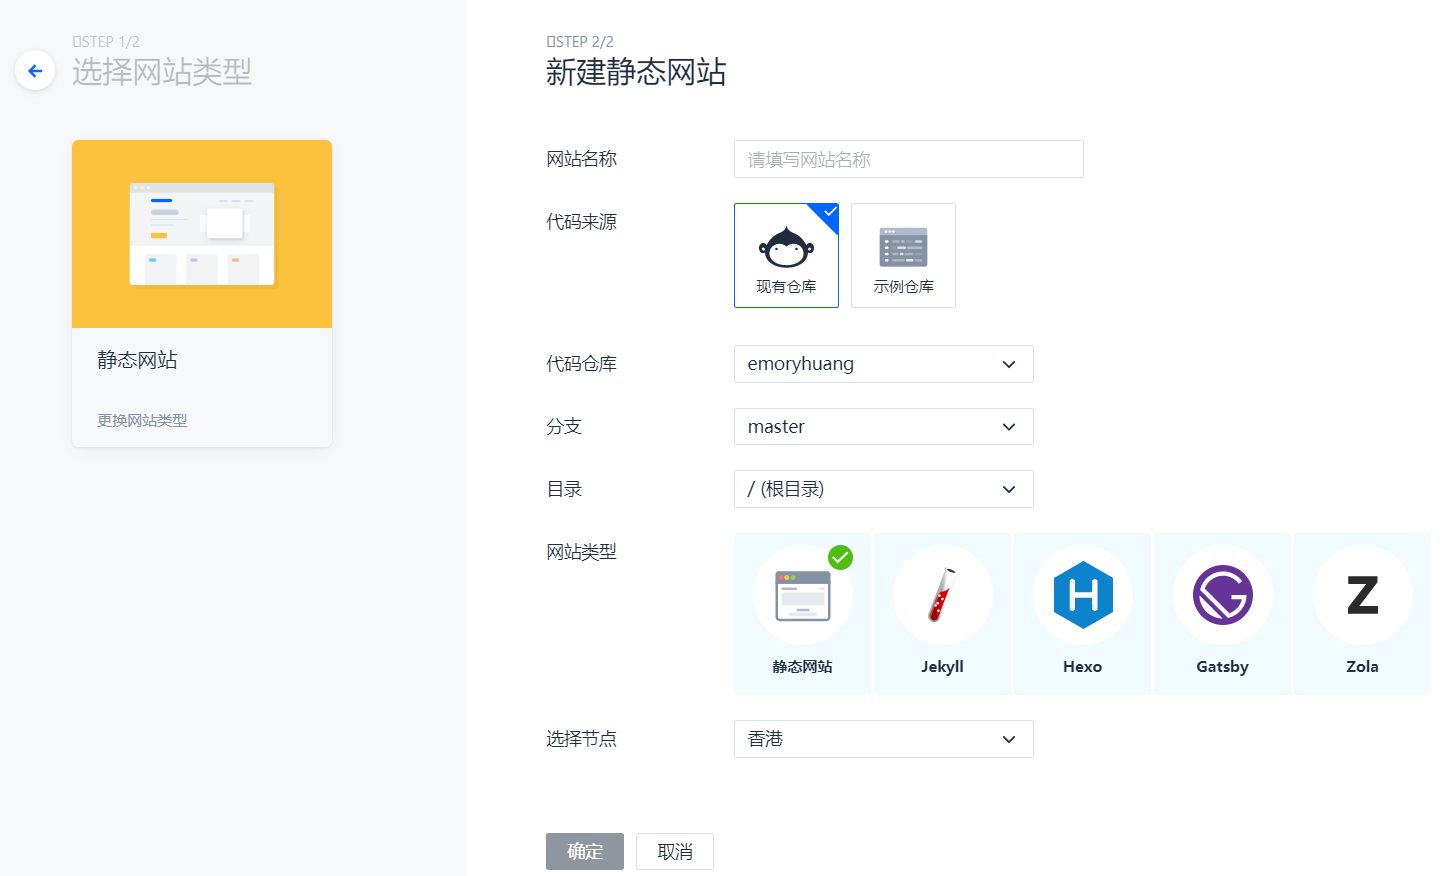 STEP 1/2
选择网站类型
静态网站
更换网站类型
STEP 2/2
新建静态网站
网站名称
请填写网站名称
代码来源
现有仓库
示例仓库
代码仓库
emoryhuang
分支
master
目录
/ (根目录)
网站类型
静态网站
Jekyll
Hexo
Gatsby
Zola
选择节点
香港
确定
取消